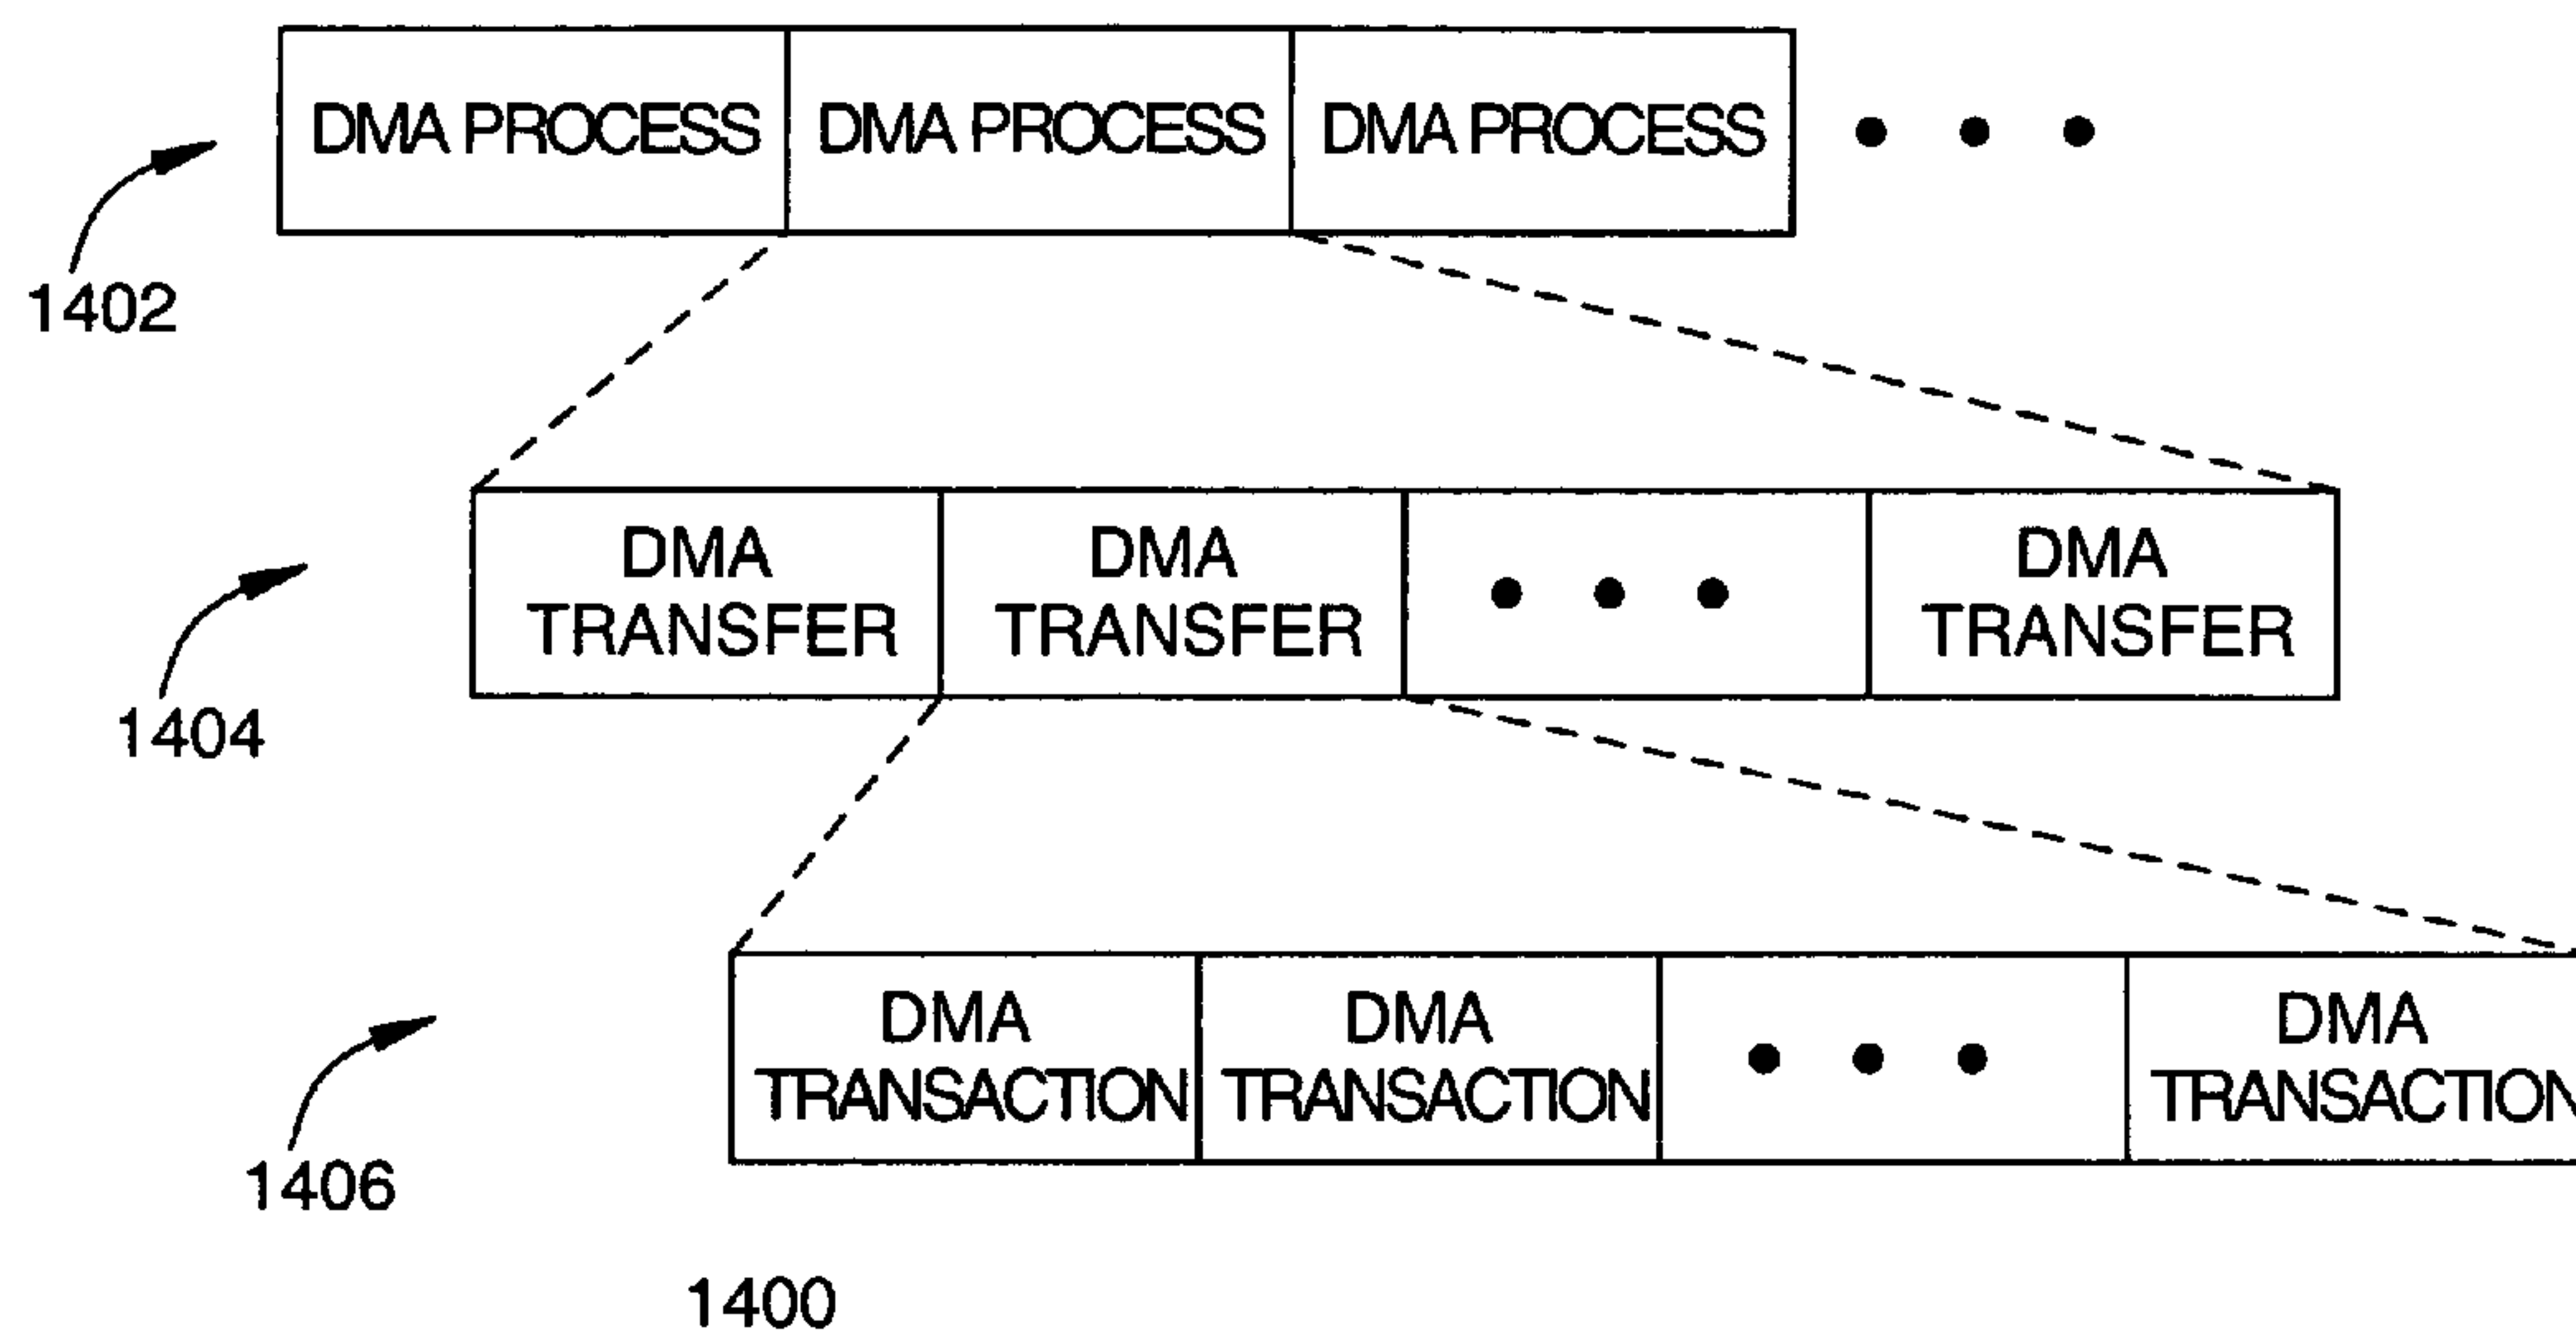 DMA PROCESS DMA PROCESS DMA PROCESS • • •
1402
DMA DMA DMA
TRANSFER TRANSFER • • • TRANSFER
1404
DMA DMA DMA
TRANSACTION TRANSACTION • • • TRANSACTION
1406
1400